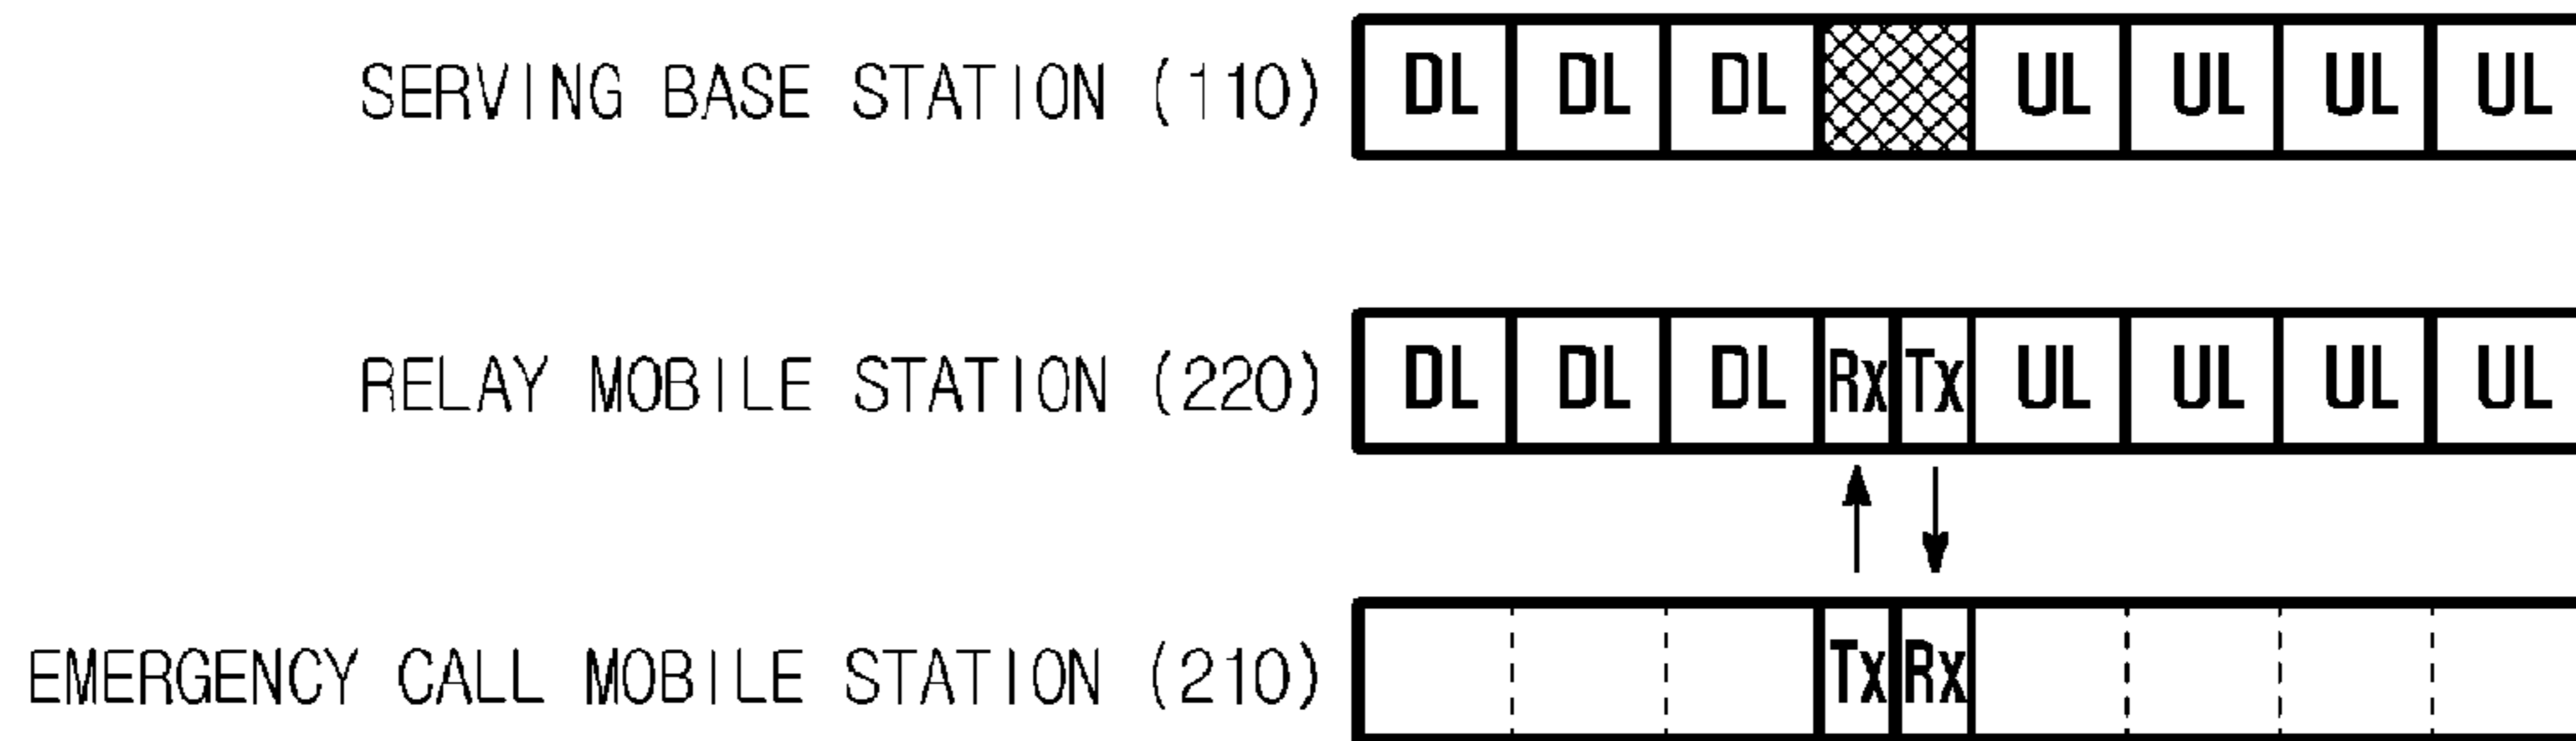 SERVING BASE STATION (110) DL DL DL UL UL UL UL
RELAY MOBILE STATION (220) DL DL DL Rx Tx UL UL UL UL
EMERGENCY CALL MOBILE STATION (210) Tx Rx